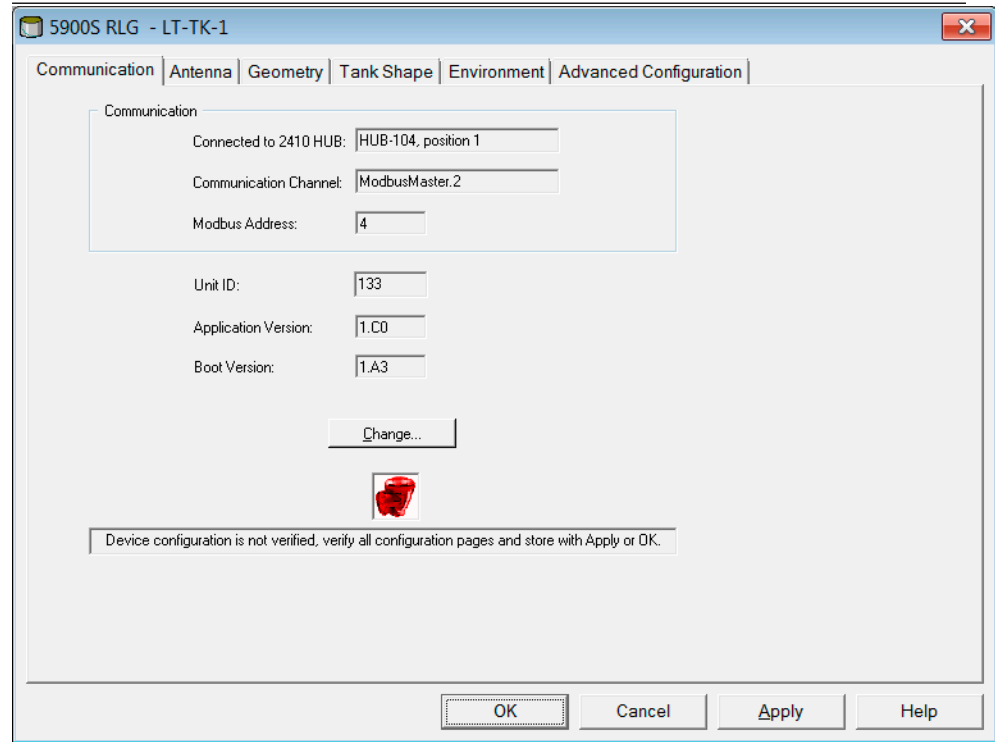 5900S RLG - LT-TK-1
Communication Antenna Geometry Tank Shape Environment Advanced Configuration
Communication
Connected to 2410 HUB: HUB-104, position 1
Communication Channel: ModbusMaster.2
Modbus Address: 4
Unit ID: 133
Application Version: 1.C0
Boot Version: 1.A3
Change...
Device configuration is not verified, verify all configuration pages and store with Apply or OK.
OK Cancel Apply Help